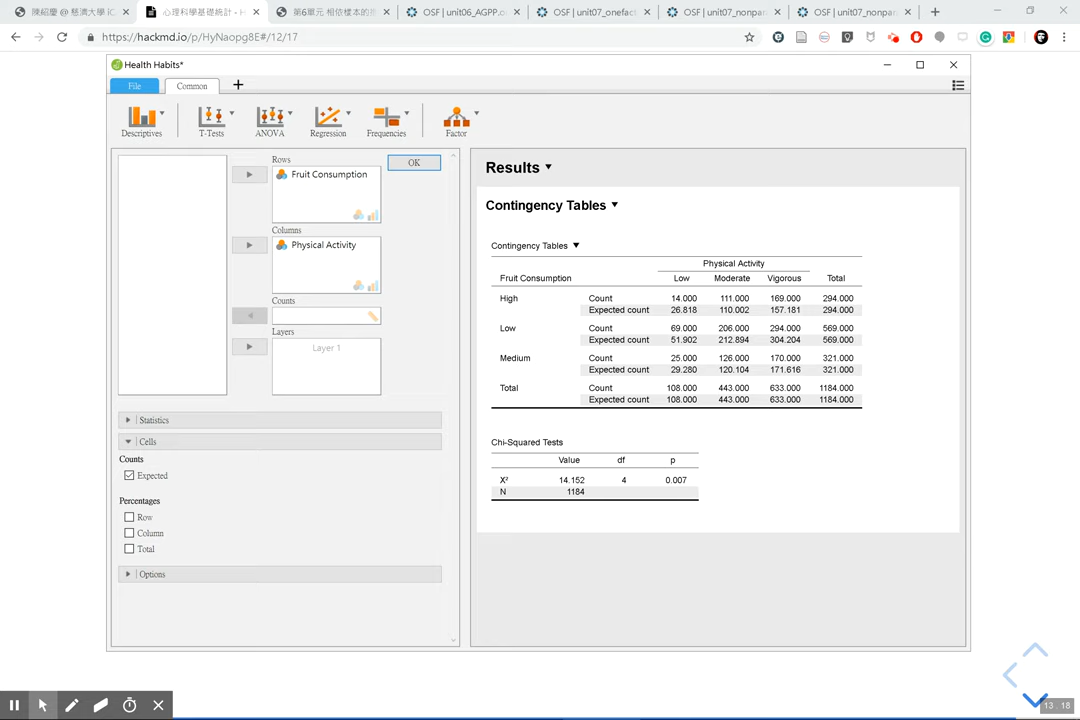 陳紹慶 @ 慈濟大學 iC
心理科學基礎統計 - H
第6單元 相依樣本的推
OSF | unit06_AGPP.o
OSF | unit07_onefact
OSF | unit07_nonpar
OSF | unit07_nonpar
https://hackmd.io/p/HyNaopg8E#/12/17
Health Habits*
File
Common
+
Descriptives
T-Tests
ANOVA
Regression
Frequencies
Factor
Rows
Fruit Consumption
OK
Columns
Physical Activity
Counts
Layers
Layer 1
Statistics
Cells
Counts
Expected
Percentages
Row
Column
Total
Options
Results
Contingency Tables
Contingency Tables
Physical Activity
Fruit Consumption Low Moderate Vigorous Total
High Count 14.000 111.000 169.000 294.000
Expected count 26.818 110.002 157.181 294.000
Low Count 69.000 206.000 294.000 569.000
Expected count 51.902 212.894 304.204 569.000
Medium Count 25.000 126.000 170.000 321.000
Expected count 29.280 120.104 171.616 321.000
Total Count 108.000 443.000 633.000 1184.000
Expected count 108.000 443.000 633.000 1184.000
Chi-Squared Tests
Value df p
X² 14.152 4 0.007
N 1184
13 . 18